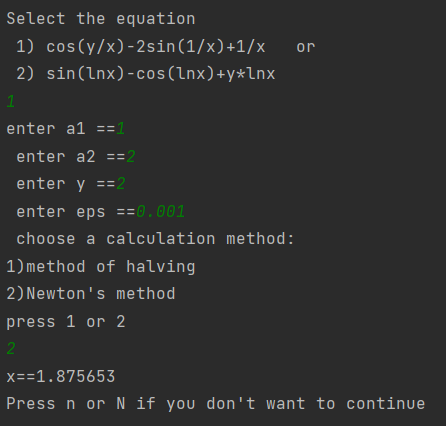 Select the equation
1) cos(y/x)-2sin(1/x)+1/x   or
2) sin(lnx)-cos(lnx)+y*lnx
1
enter a1 ==1
enter a2 ==2
enter y ==2
enter eps ==0.001
choose a calculation method:
1)method of halving
2)Newton's method
press 1 or 2
2
x==1.875653
Press n or N if you don't want to continue